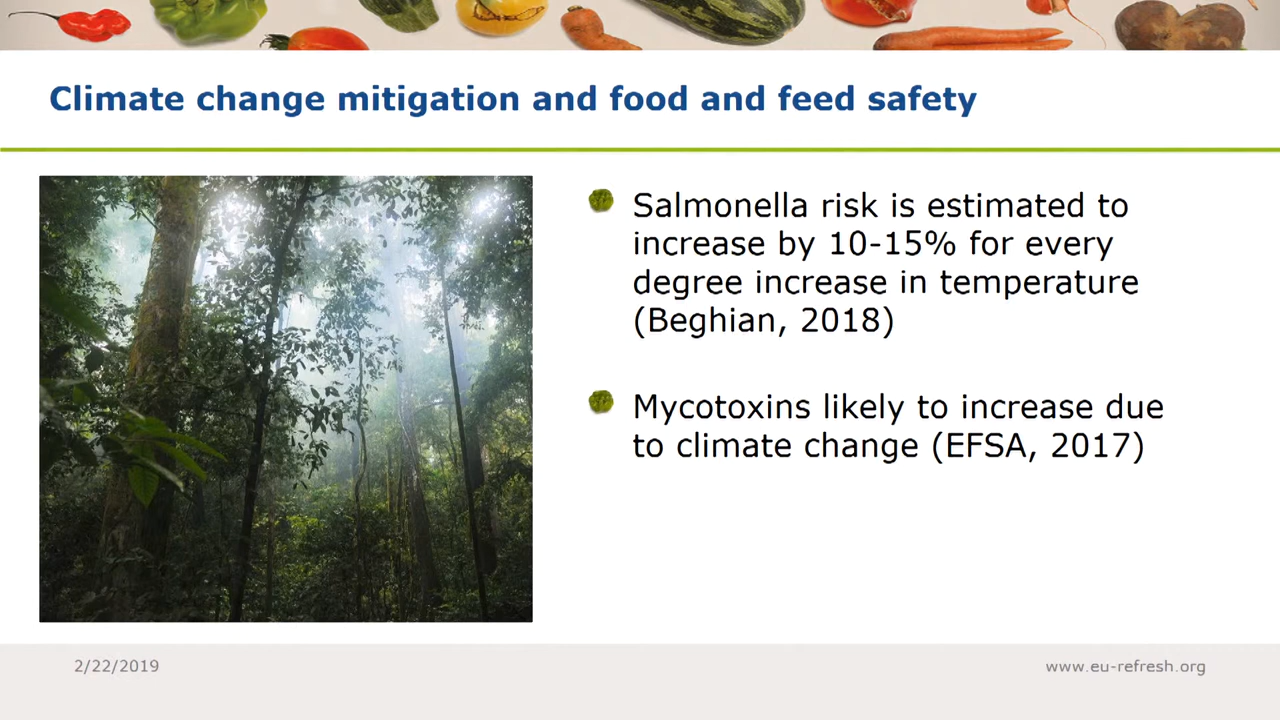 Climate change mitigation and food and feed safety
Salmonella risk is estimated to
increase by 10-15% for every
degree increase in temperature
(Beghian, 2018)
Mycotoxins likely to increase due
to climate change (EFSA, 2017)
2/22/2019
www.eu-refresh.org